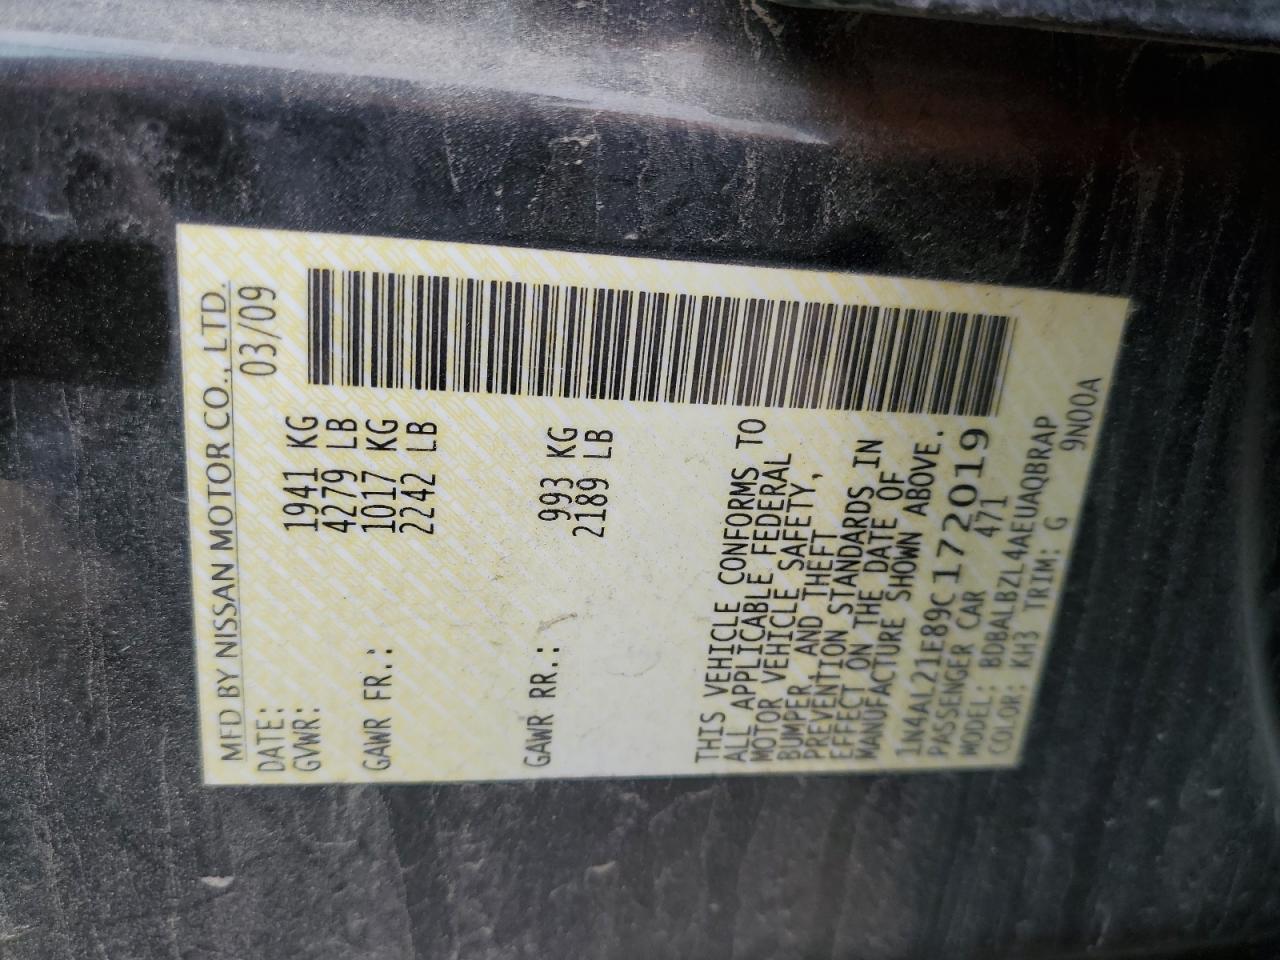 MFD BY NISSAN MOTOR CO., LTD.
DATE: 03/09
GVWR: 1941 KG
4279 LB
GAWR FR.: 1017 KG
2242 LB
GAWR RR.: 993 KG
2189 LB
THIS VEHICLE CONFORMS TO
ALL APPLICABLE FEDERAL
MOTOR VEHICLE SAFETY,
BUMPER, AND THEFT
PREVENTION STANDARDS IN
EFFECT ON THE DATE OF
MANUFACTURE SHOWN ABOVE.
1N4AL21E89C172019
PASSENGER CAR 471
MODEL: BDBALBZL4AEUAQBRAP
COLOR: KH3 TRIM: G 9N00A